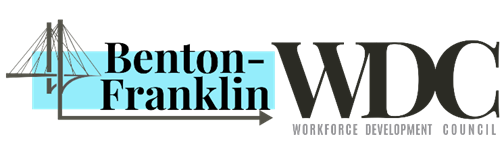 Benton-
Franklin
WDC
WORKFORCE DEVELOPMENT COUNCIL